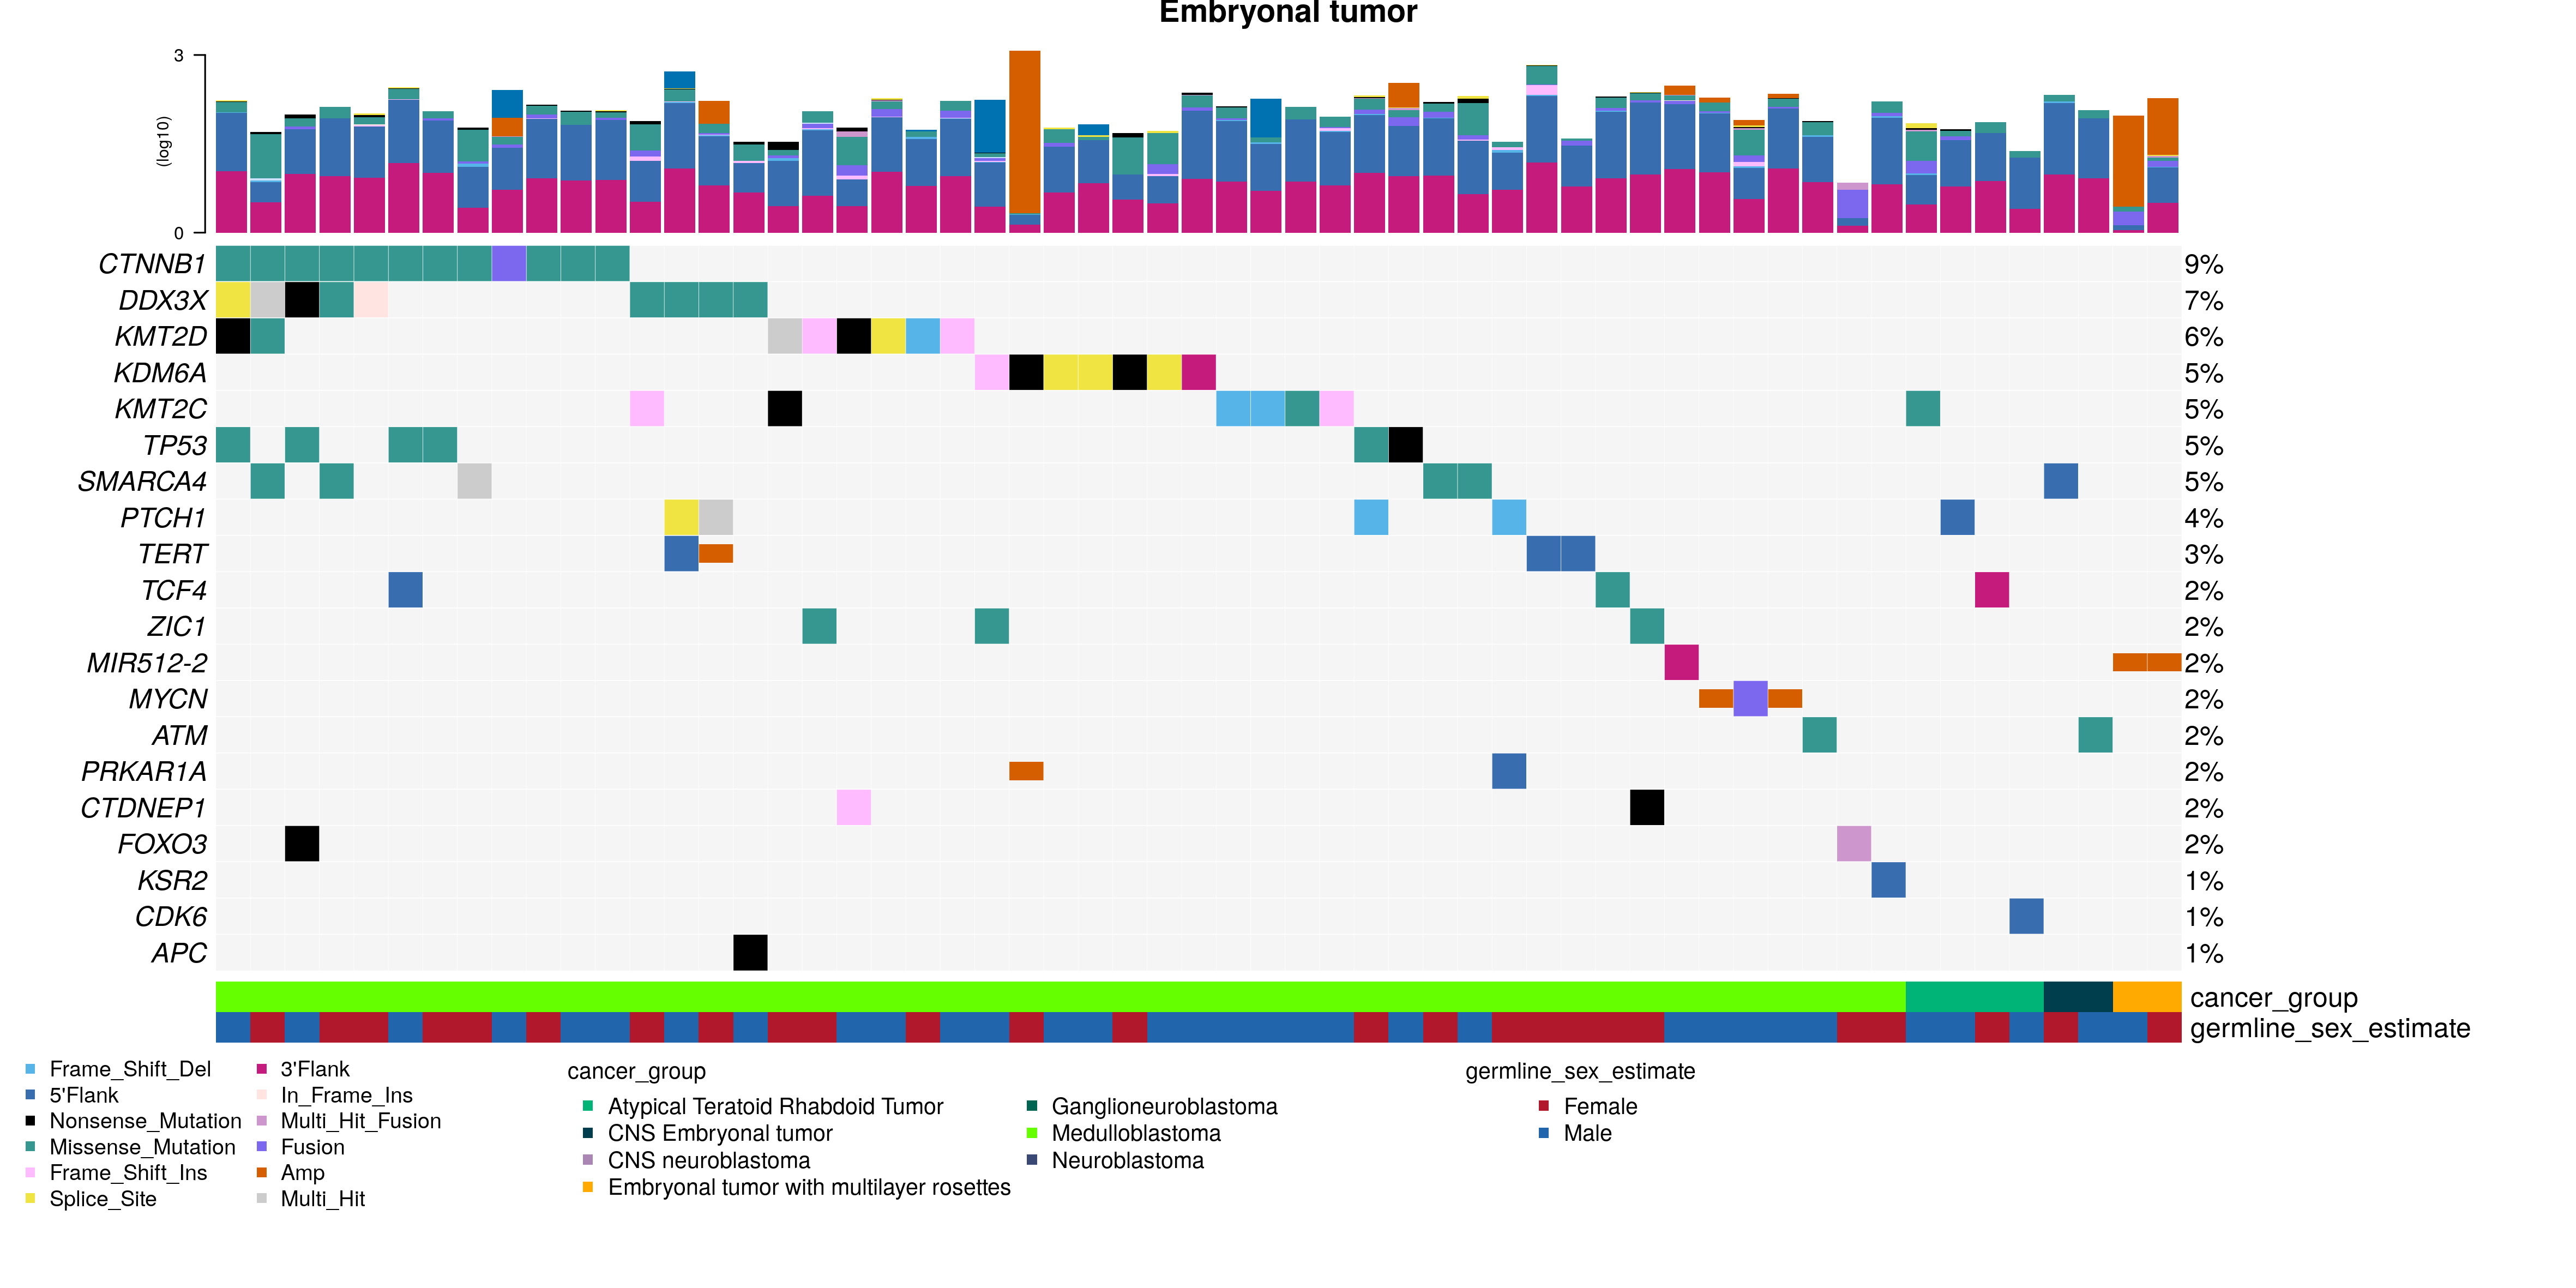 Embryonal tumor
3
(log10)
0
CTNNB1 9%
DDX3X 7%
KMT2D 6%
KDM6A 5%
KMT2C 5%
TP53 5%
SMARCA4 5%
PTCH1 4%
TERT 3%
TCF4 2%
ZIC1 2%
MIR512-2 2%
MYCN 2%
ATM 2%
PRKAR1A 2%
CTDNEP1 2%
FOXO3 2%
KSR2 1%
CDK6 1%
APC 1%
cancer_group
germline_sex_estimate
Frame_Shift_Del
5'Flank
Nonsense_Mutation
Missense_Mutation
Frame_Shift_Ins
Splice_Site
3'Flank
In_Frame_Ins
Multi_Hit_Fusion
Fusion
Amp
Multi_Hit
cancer_group
Atypical Teratoid Rhabdoid Tumor
CNS Embryonal tumor
CNS neuroblastoma
Embryonal tumor with multilayer rosettes
Ganglioneuroblastoma
Medulloblastoma
Neuroblastoma
germline_sex_estimate
Female
Male